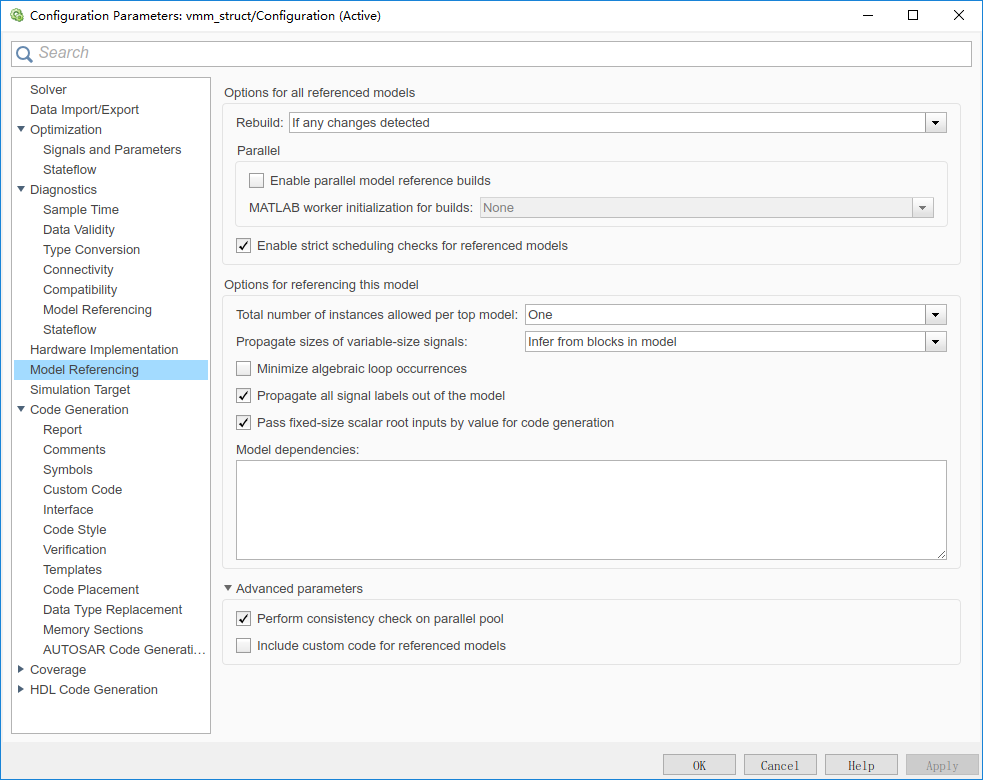 Configuration Parameters: vmm_struct/Configuration (Active)
Search
Solver
Data Import/Export
Optimization
Signals and Parameters
Stateflow
Diagnostics
Sample Time
Data Validity
Type Conversion
Connectivity
Compatibility
Model Referencing
Stateflow
Hardware Implementation
Model Referencing
Simulation Target
Code Generation
Report
Comments
Symbols
Custom Code
Interface
Code Style
Verification
Templates
Code Placement
Data Type Replacement
Memory Sections
AUTOSAR Code Generati...
Coverage
HDL Code Generation
Options for all referenced models
Rebuild: If any changes detected
Parallel
Enable parallel model reference builds
MATLAB worker initialization for builds: None
Enable strict scheduling checks for referenced models
Options for referencing this model
Total number of instances allowed per top model: One
Propagate sizes of variable-size signals: Infer from blocks in model
Minimize algebraic loop occurrences
Propagate all signal labels out of the model
Pass fixed-size scalar root inputs by value for code generation
Model dependencies:
Advanced parameters
Perform consistency check on parallel pool
Include custom code for referenced models
OK Cancel Help Apply